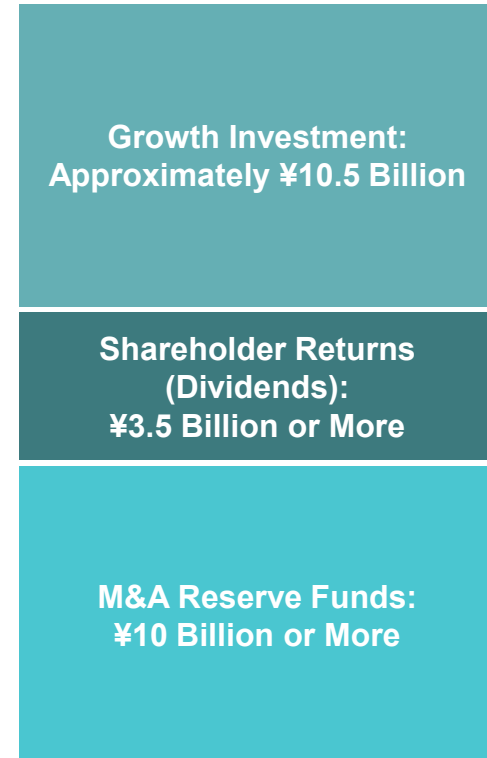 Growth Investment:
Approximately ¥10.5 Billion
Shareholder Returns
(Dividends):
¥3.5 Billion or More
M&A Reserve Funds:
¥10 Billion or More